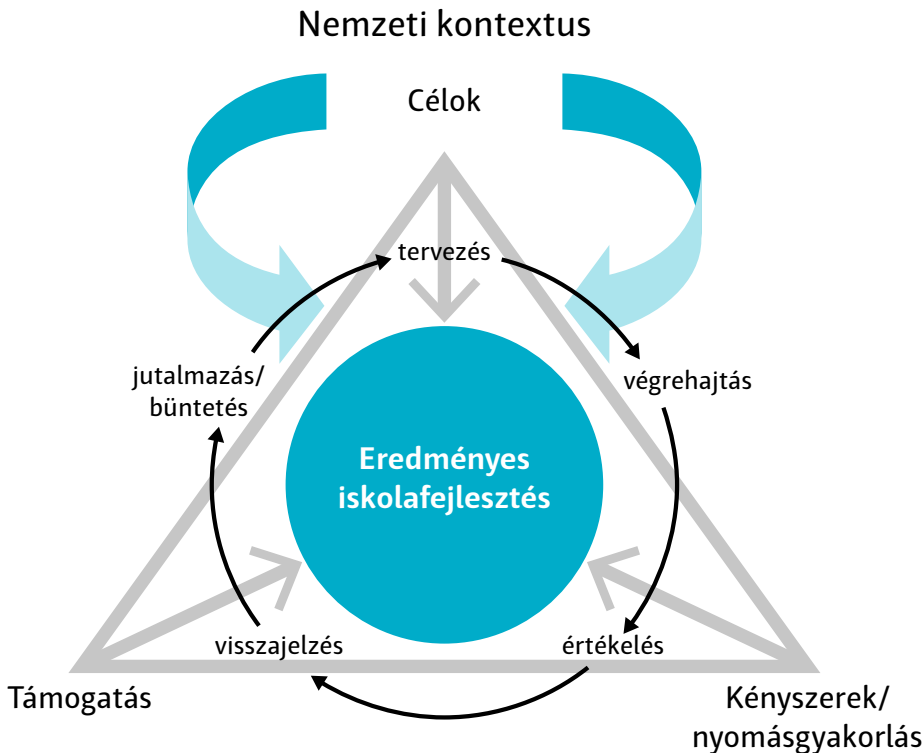 Nemzeti kontextus
Célok
tervezés
jutalmazás/
büntetés
végrehajtás
Eredményes
iskolafejlesztés
visszajelzés
értékelés
Támogatás
Kényszerek/
nyomásgyakorlás